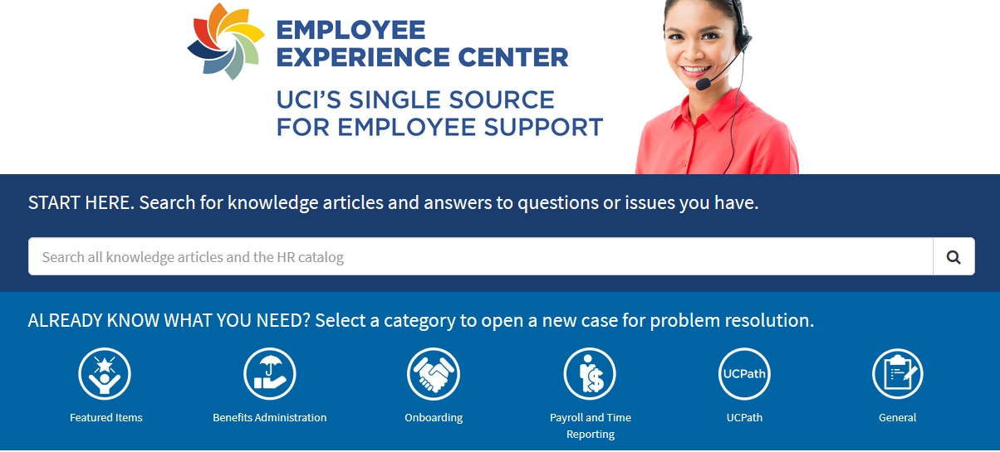 EMPLOYEE
EXPERIENCE CENTER
UCI'S SINGLE SOURCE
FOR EMPLOYEE SUPPORT
START HERE. Search for knowledge articles and answers to questions or issues you have.
Search all knowledge articles and the HR catalog
ALREADY KNOW WHAT YOU NEED? Select a category to open a new case for problem resolution.
UCPath
Featured Items
Benefits Administration
Onboarding
Payroll and Time
Reporting
UCPath
General